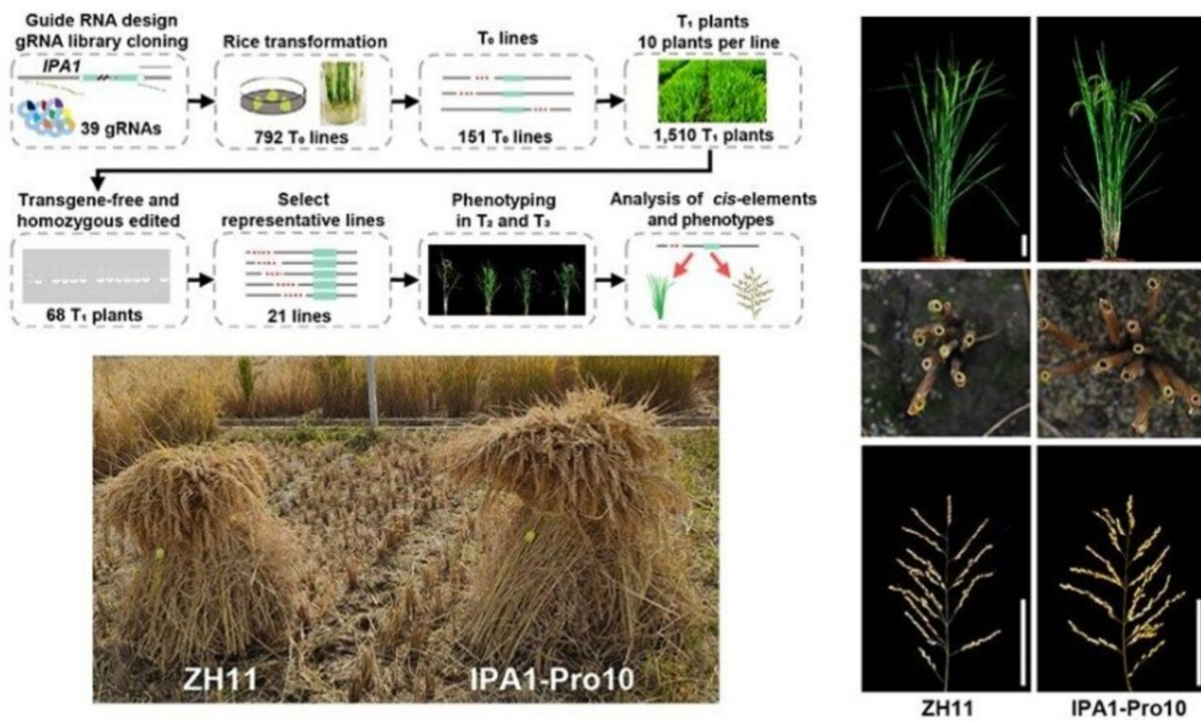 Guide RNA design
gRNA library cloning
IPA1
39 gRNAs
Rice transformation
792 T₀ lines
T₀ lines
151 T₀ lines
T₁ plants
10 plants per line
1,510 T₁ plants
Transgene-free and
homozygous edited
68 T₁ plants
Select
representative lines
21 lines
Phenotyping
in T₂ and T₃
Analysis of cis-elements
and phenotypes
ZH11
IPA1-Pro10
ZH11
IPA1-Pro10